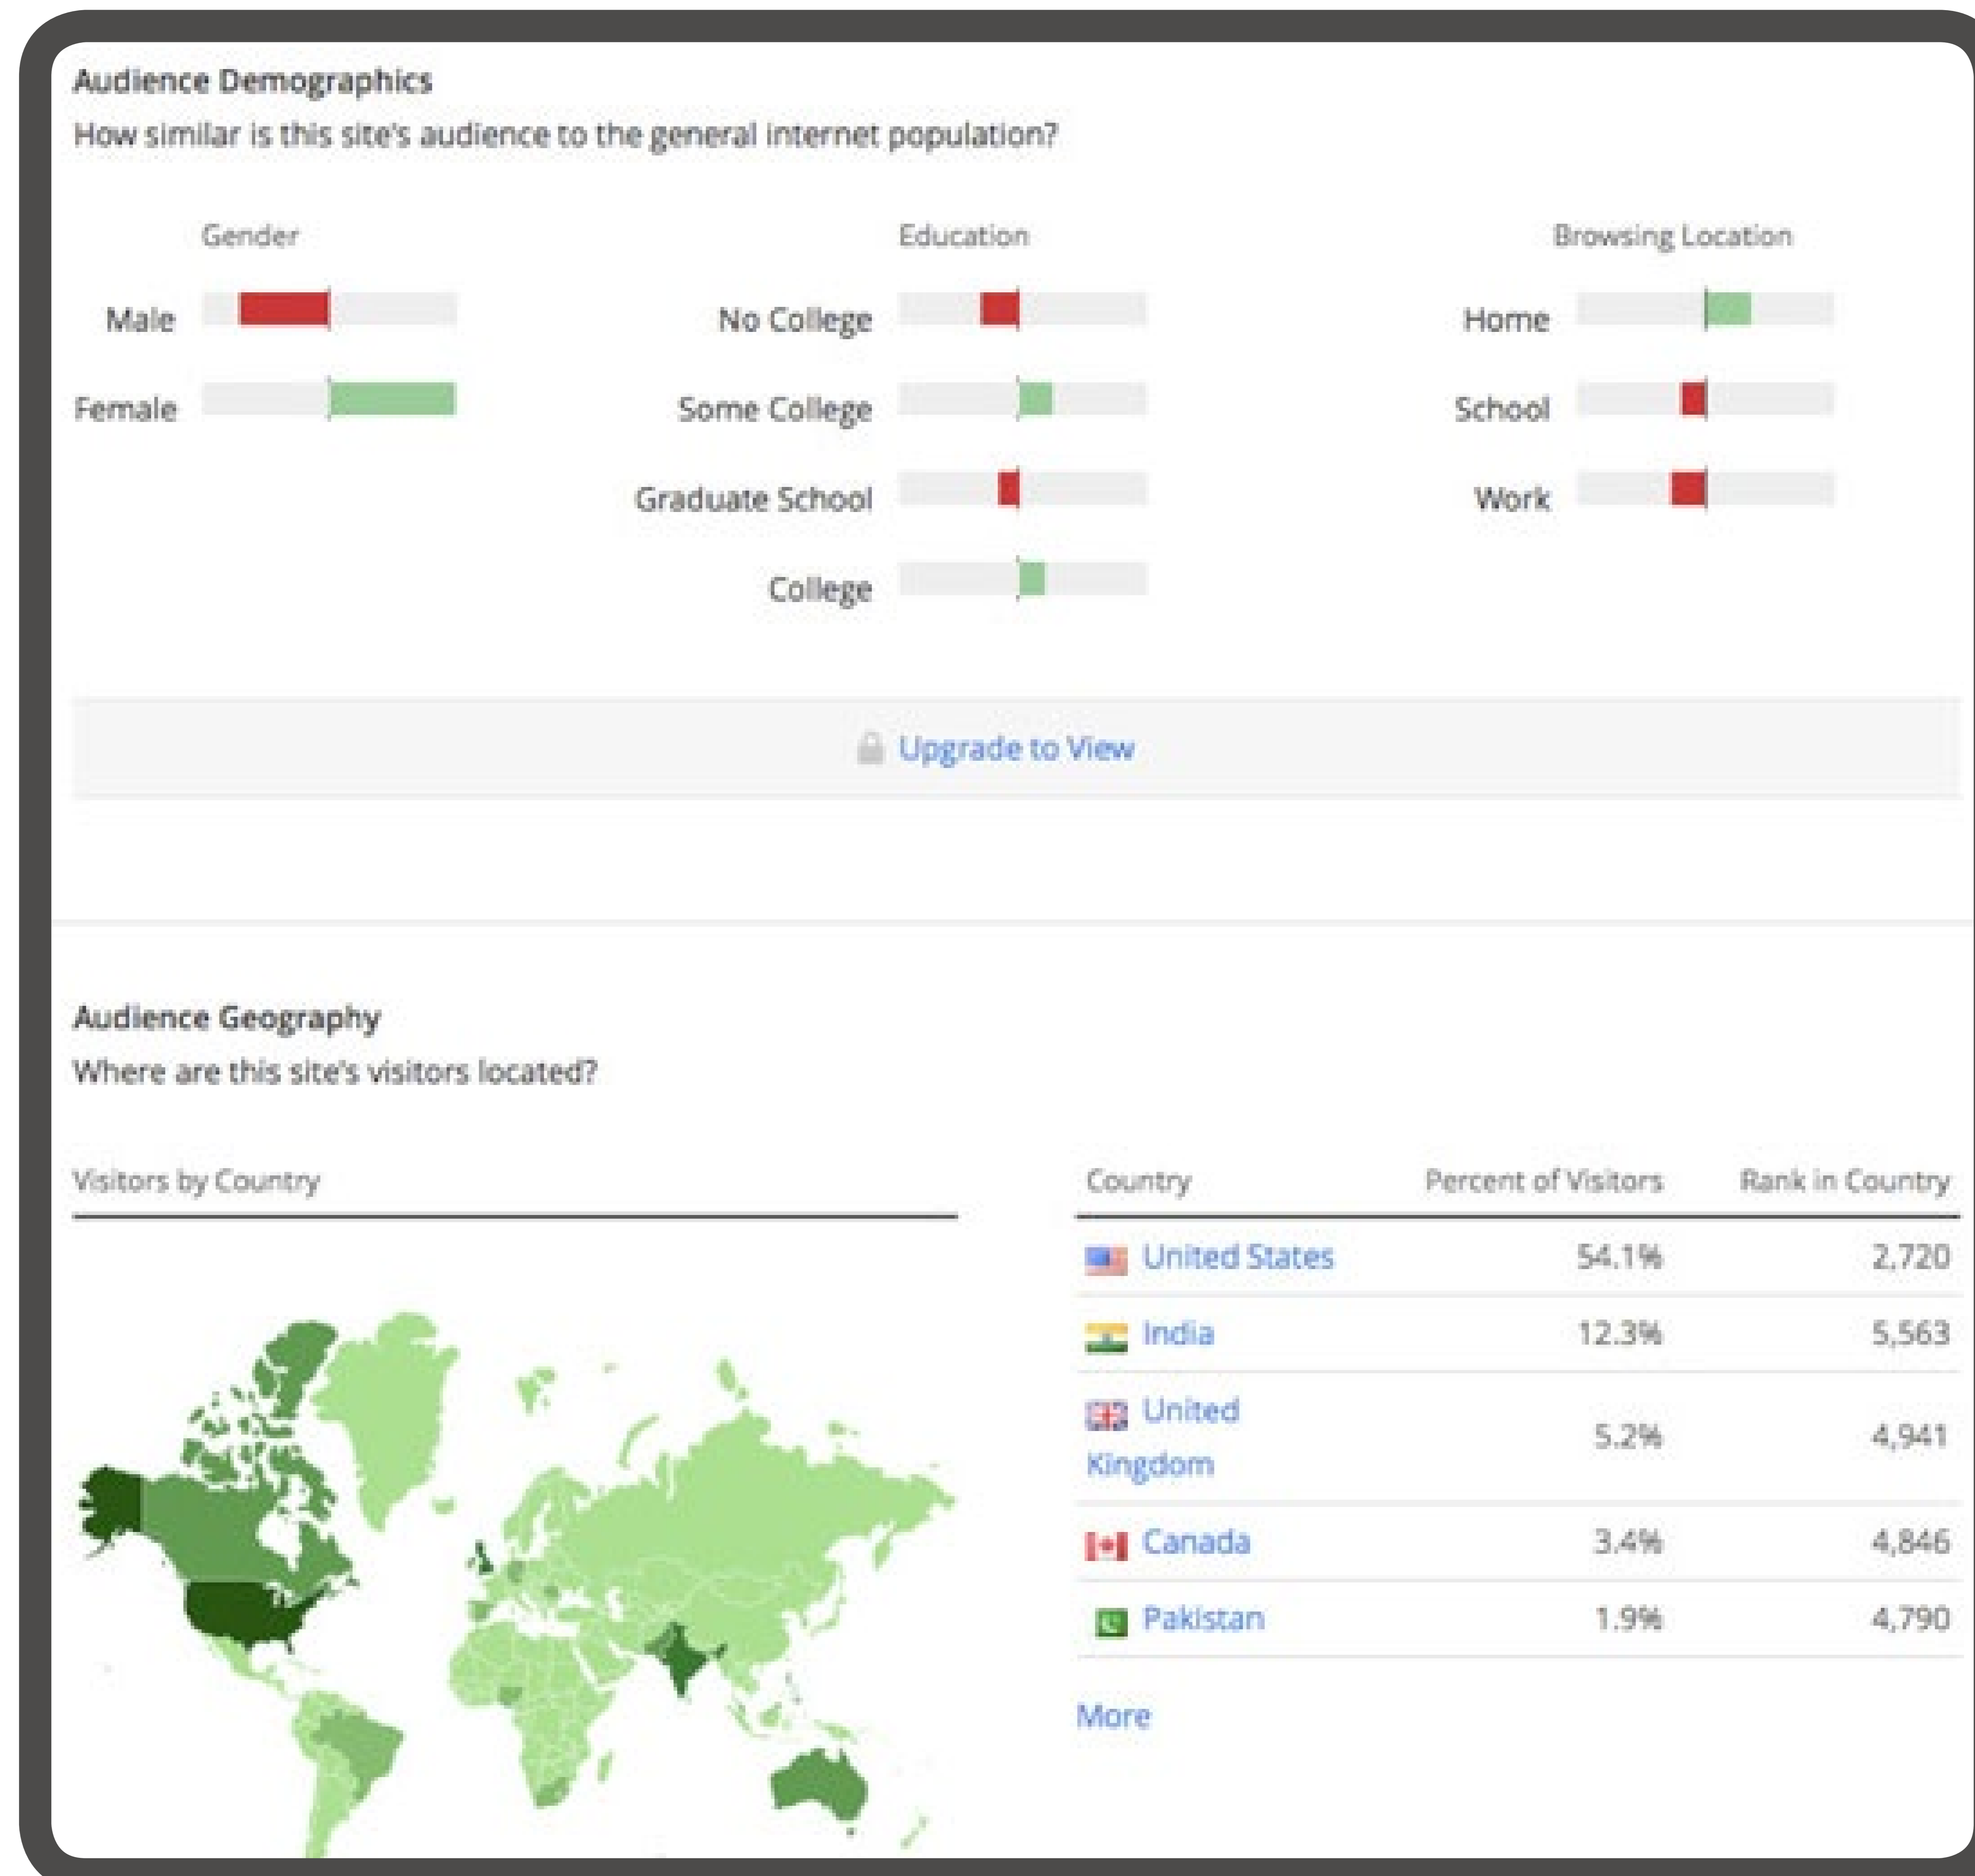 Audience Demographics
How similar is this site's audience to the general internet population?
Gender
Male
Female
Education
No College
Some College
Graduate School
College
Browsing Location
Home
School
Work
Upgrade to View
Audience Geography
Where are this site's visitors located?
Visitors by Country
Country Percent of Visitors Rank in Country
United States 54.1% 2,720
India 12.3% 5,563
United
Kingdom 5.2% 4,941
Canada 3.4% 4,846
Pakistan 1.9% 4,790
More